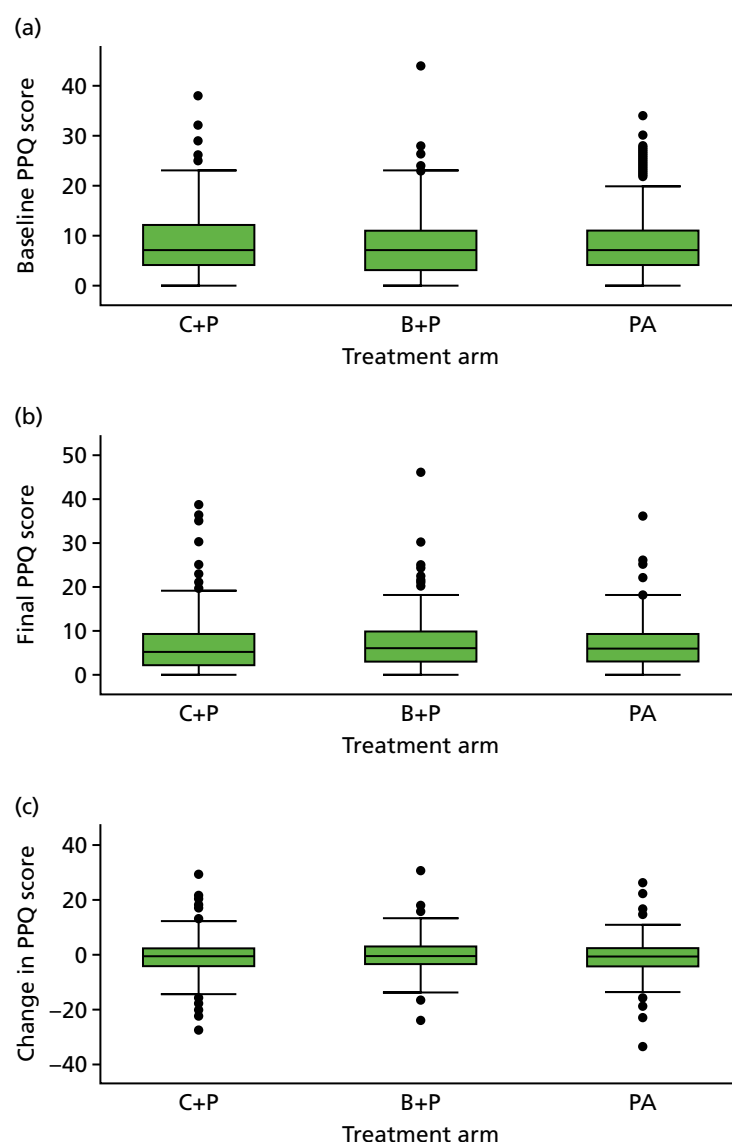 (a)
Baseline PPQ score
40
30
20
10
0
C+P B+P PA
Treatment arm
(b)
Final PPQ score
50
40
30
20
10
0
C+P B+P PA
Treatment arm
(c)
Change in PPQ score
40
20
0
−20
−40
C+P B+P PA
Treatment arm